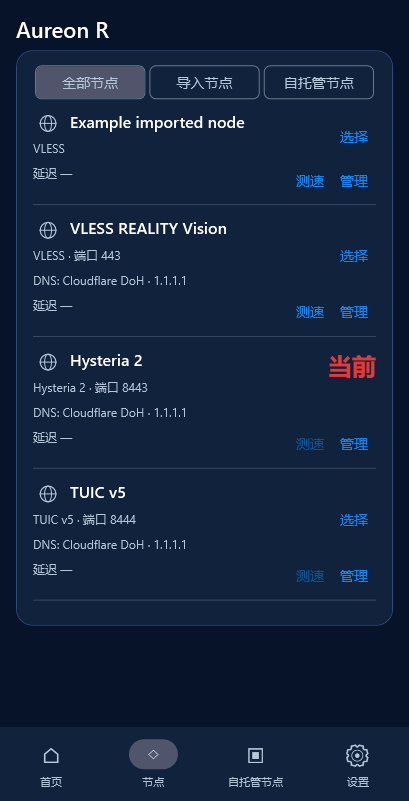 Aureon R
全部节点 导入节点 自托管节点
Example imported node
选择
VLESS
延迟 —
测速 管理
VLESS REALITY Vision
VLESS · 端口 443
选择
DNS: Cloudflare DoH · 1.1.1.1
延迟 —
测速 管理
Hysteria 2
当前
Hysteria 2 · 端口 8443
DNS: Cloudflare DoH · 1.1.1.1
延迟 —
测速 管理
TUIC v5
TUIC v5 · 端口 8444
选择
DNS: Cloudflare DoH · 1.1.1.1
延迟 —
测速 管理
首页 节点 自托管节点 设置